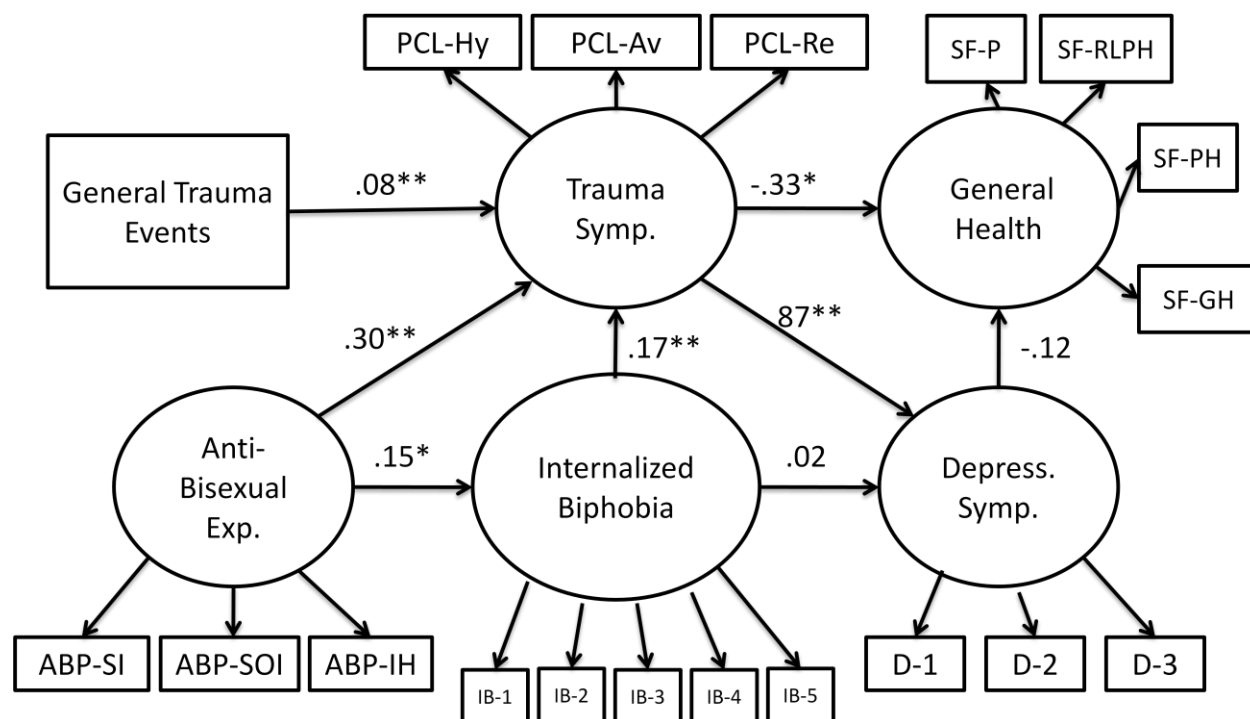 PCL-Hy
PCL-Av
PCL-Re
SF-P
SF-RLPH
SF-PH
SF-GH
General Trauma
Events
.08**
Trauma
Symp.
-.33*
General
Health
.30**
.17**
87**
-.12
Anti-
Bisexual
Exp.
.15*
Internalized
Biphobia
.02
Depress.
Symp.
ABP-SI
ABP-SOI
ABP-IH
IB-1
IB-2
IB-3
IB-4
IB-5
D-1
D-2
D-3